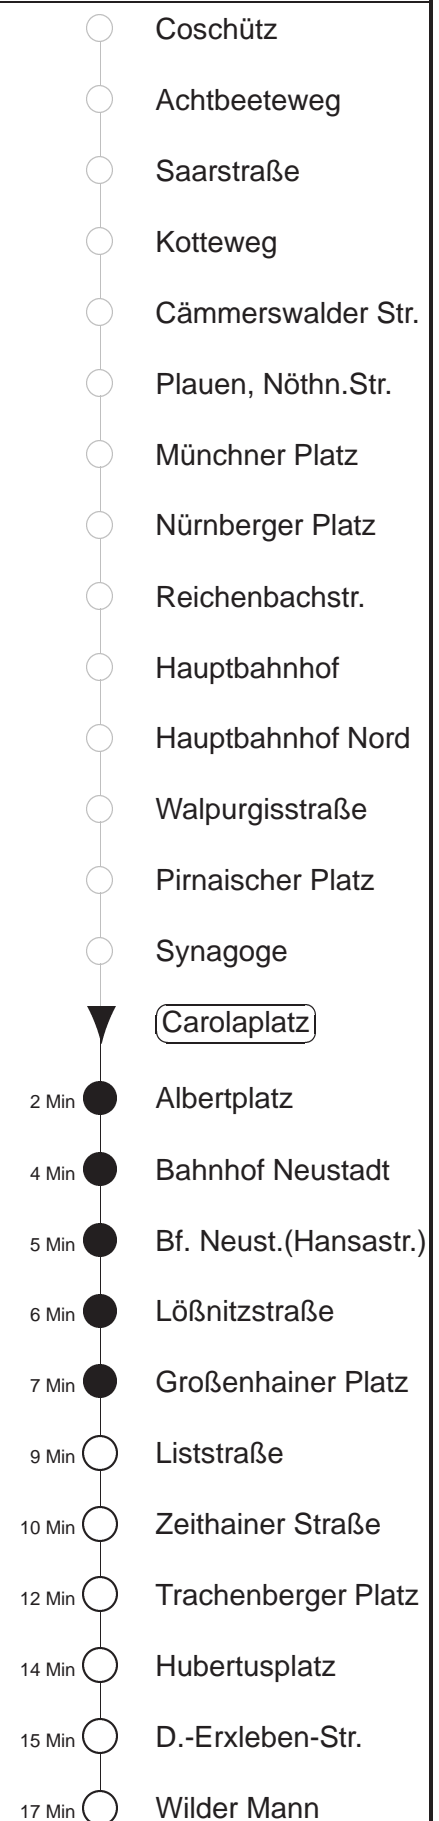 Coschütz
Achtbeeteweg
Saarstraße
Kotteweg
Cämmerswalder Str.
Plauen, Nöthn.Str.
Münchner Platz
Nürnberger Platz
Reichenbachstr.
Hauptbahnhof
Hauptbahnhof Nord
Walpurgisstraße
Pirnaischer Platz
Synagoge
Carolaplatz
2 Min Albertplatz
4 Min Bahnhof Neustadt
5 Min Bf. Neust.(Hansastr.)
6 Min Lößnitzstraße
7 Min Großenhainer Platz
9 Min Liststraße
10 Min Zeithainer Straße
12 Min Trachenberger Platz
14 Min Hubertusplatz
15 Min D.-Erxleben-Str.
17 Min Wilder Mann